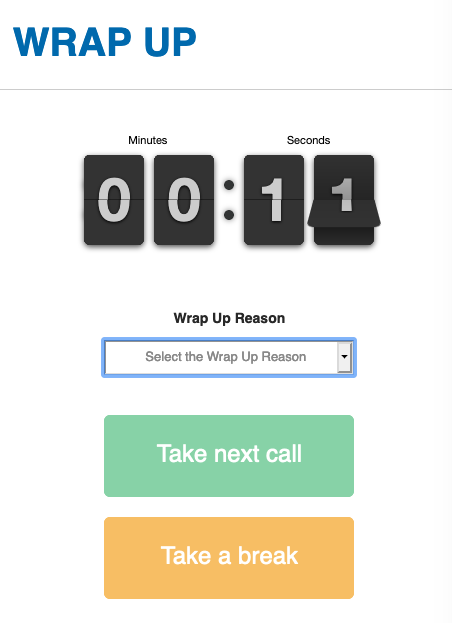 WRAP UP
Minutes Seconds
00:11
Wrap Up Reason
Select the Wrap Up Reason
Take next call
Take a break